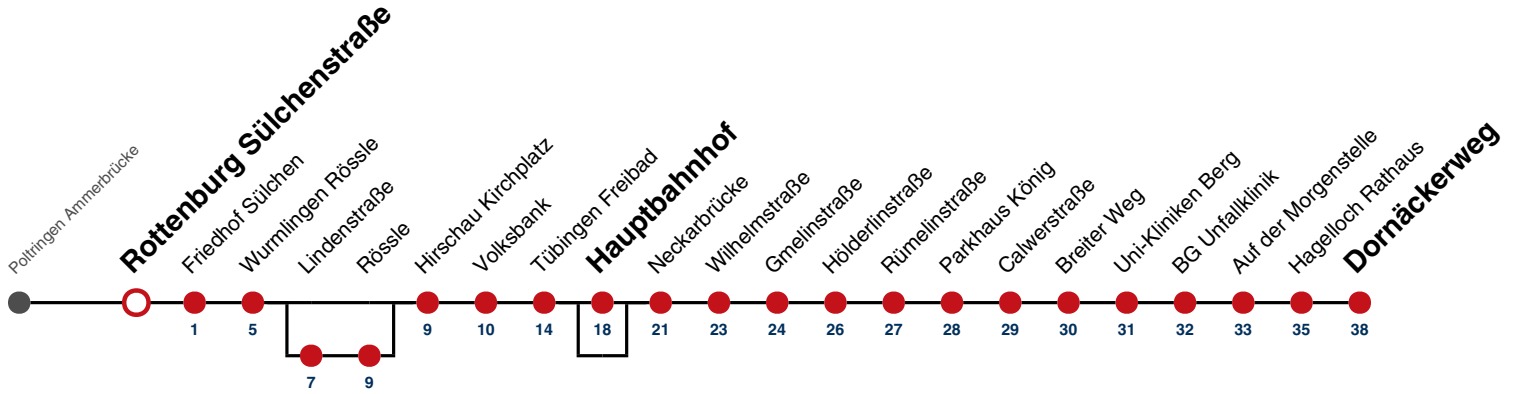 Poltringen Ammerbrücke
Rottenburg Sülchenstraße
Friedhof Sülchen
Wurmlingen Rössle
Lindenstraße
Rössle
Hirschau Kirchplatz
Volksbank
Tübingen Freibad
Hauptbahnhof
Neckarbrücke
Wilhelmstraße
Gmelinstraße
Hölderlinstraße
Rümelinstraße
Parkhaus König
Calwerstraße
Breiter Weg
Uni-Kliniken Berg
BG Unfallklinik
Auf der Morgenstelle
Hagelloch Rathaus
Dornäckerweg
1 5 9 10 14 18 21 23 24 26 27 28 29 30 31 32 33 35 38
7 9